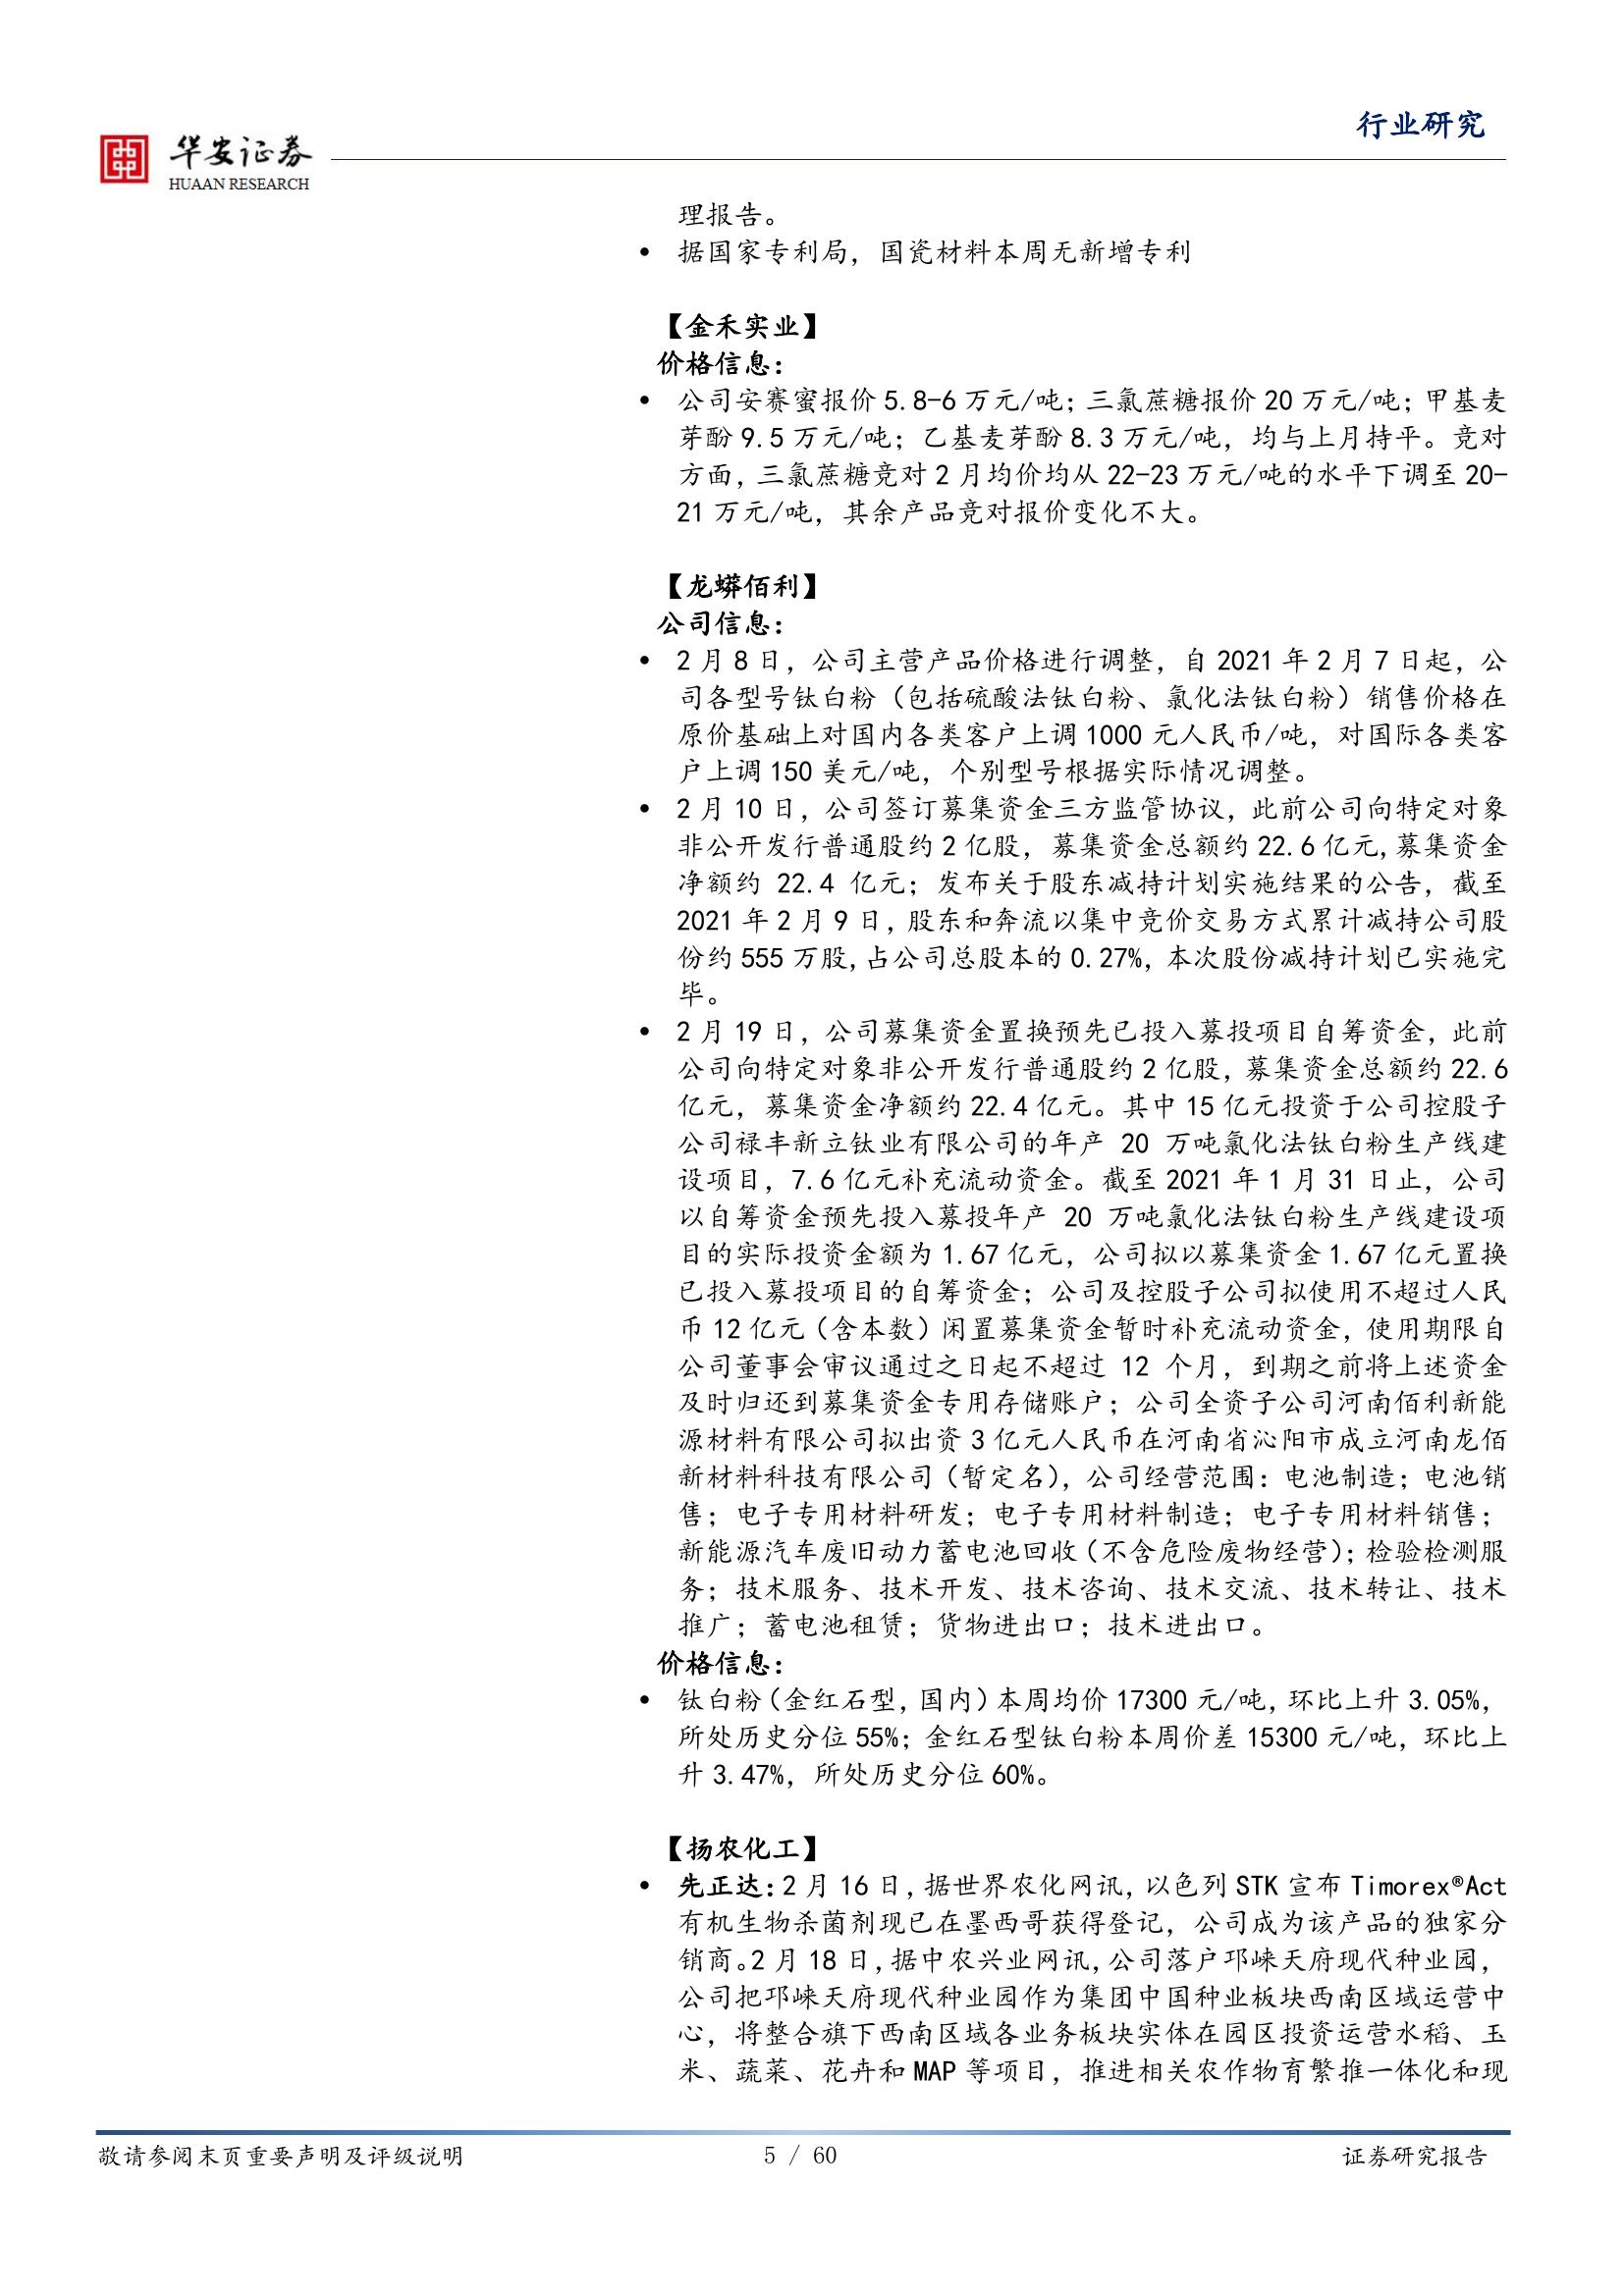 行业研究
华安证券
HUAAN RESEARCH
理报告。
• 据国家专利局，国瓷材料本周无新增专利
【金禾实业】
价格信息：
• 公司安赛蜜报价 5.8-6 万元/吨；三氯蔗糖报价 20 万元/吨；甲基麦
芽酚 9.5 万元/吨；乙基麦芽酚 8.3 万元/吨，均与上月持平。竞对
方面，三氯蔗糖竞对 2 月均价均从 22-23 万元/吨的水平下调至 20-
21 万元/吨，其余产品竞对报价变化不大。
【龙蟒佰利】
公司信息：
• 2 月 8 日，公司主营产品价格进行调整，自 2021 年 2 月 7 日起，公
司各型号钛白粉（包括硫酸法钛白粉、氯化法钛白粉）销售价格在
原价基础上对国内各类客户上调 1000 元人民币/吨，对国际各类客
户上调 150 美元/吨，个别型号根据实际情况调整。
• 2 月 10 日，公司签订募集资金三方监管协议，此前公司向特定对象
非公开发行普通股约 2 亿股，募集资金总额约 22.6 亿元,募集资金
净额约 22.4 亿元；发布关于股东减持计划实施结果的公告，截至
2021 年 2 月 9 日，股东和奔流以集中竞价交易方式累计减持公司股
份约 555 万股，占公司总股本的 0.27%，本次股份减持计划已实施完
毕。
• 2 月 19 日，公司募集资金置换预先已投入募投项目自筹资金，此前
公司向特定对象非公开发行普通股约 2 亿股，募集资金总额约 22.6
亿元，募集资金净额约 22.4 亿元。其中 15 亿元投资于公司控股子
公司禄丰新立钛业有限公司的年产 20 万吨氯化法钛白粉生产线建
设项目，7.6 亿元补充流动资金。截至 2021 年 1 月 31 日止，公司
以自筹资金预先投入募投年产 20 万吨氯化法钛白粉生产线建设项
目的实际投资金额为 1.67 亿元，公司拟以募集资金 1.67 亿元置换
已投入募投项目的自筹资金；公司及控股子公司拟使用不超过人民
币 12 亿元（含本数）闲置募集资金暂时补充流动资金，使用期限自
公司董事会审议通过之日起不超过 12 个月，到期之前将上述资金
及时归还到募集资金专用存储账户；公司全资子公司河南佰利新能
源材料有限公司拟出资 3 亿元人民币在河南省沁阳市成立河南龙佰
新材料科技有限公司（暂定名），公司经营范围：电池制造；电池销
售；电子专用材料研发；电子专用材料制造；电子专用材料销售；
新能源汽车废旧动力蓄电池回收（不含危险废物经营）；检验检测服
务；技术服务、技术开发、技术咨询、技术交流、技术转让、技术
推广；蓄电池租赁；货物进出口；技术进出口。
价格信息：
• 钛白粉（金红石型，国内）本周均价 17300 元/吨，环比上升 3.05%，
所处历史分位 55%；金红石型钛白粉本周价差 15300 元/吨，环比上
升 3.47%，所处历史分位 60%。
【扬农化工】
• 先正达：2 月 16 日，据世界农化网讯，以色列 STK 宣布 Timorex®Act
有机生物杀菌剂现已在墨西哥获得登记，公司成为该产品的独家分
销商。2 月 18 日，据中农兴业网讯，公司落户邛崃天府现代种业园，
公司把邛崃天府现代种业园作为集团中国种业板块西南区域运营中
心，将整合旗下西南区域各业务板块实体在园区投资运营水稻、玉
米、蔬菜、花卉和 MAP 等项目，推进相关农作物育繁推一体化和现
敬请参阅末页重要声明及评级说明
5 / 60
证券研究报告